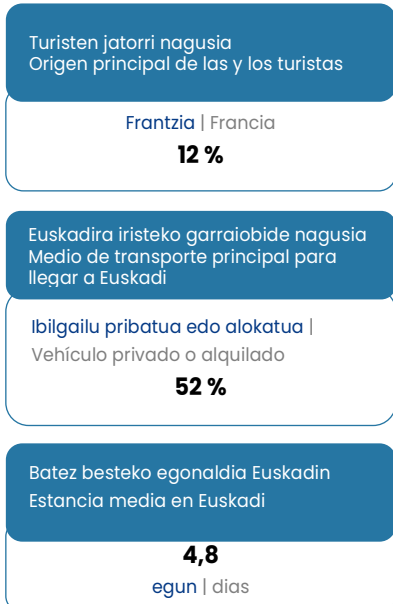 Turisten jatorri nagusia
Origen principal de las y los turistas
Frantzia | Francia
12 %
Euskadira iristeko garraiobide nagusia
Medio de transporte principal para
llegar a Euskadi
Ibilgailu pribatua edo alokatua |
Vehículo privado o alquilado
52 %
Batez besteko egonaldia Euskadin
Estancia media en Euskadi
4,8
egun | dias